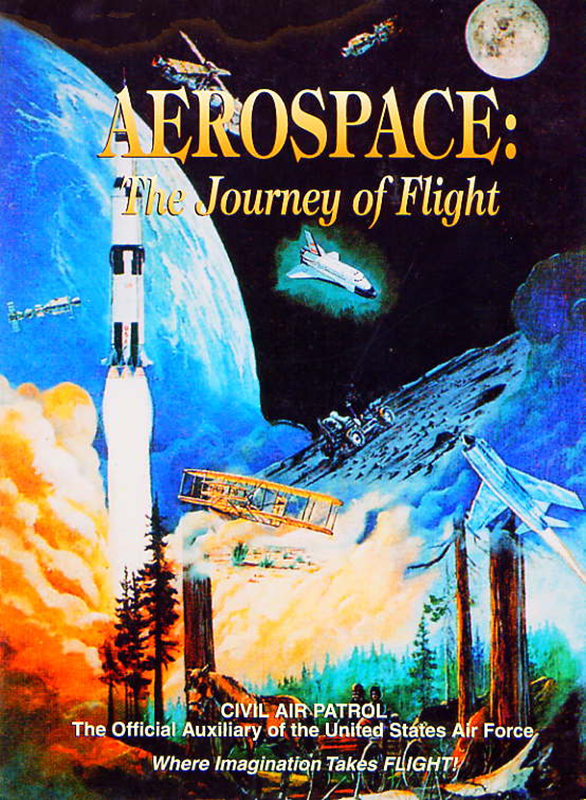 AEROSPACE:
The Journey of Flight
CIVIL AIR PATROL
The Official Auxiliary of the United States Air Force
Where Imagination Takes FLIGHT!